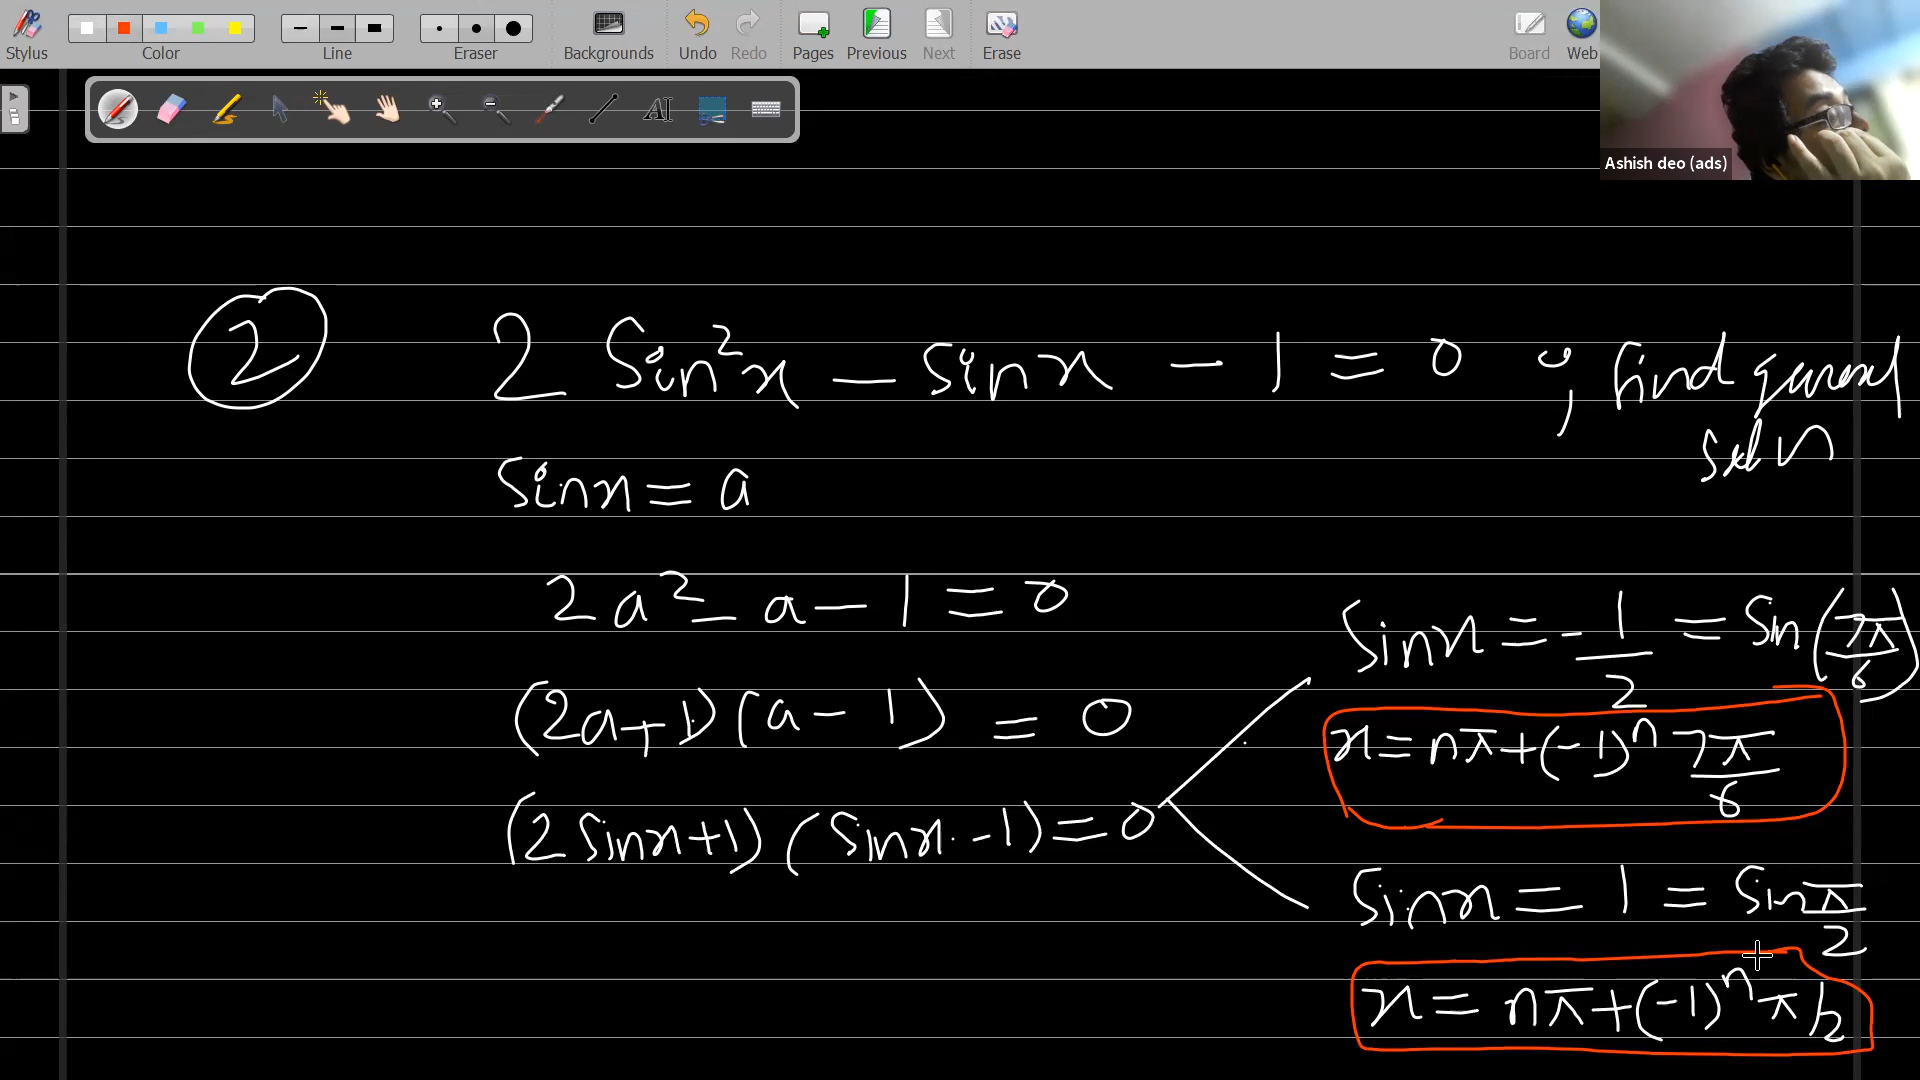 Stylus Color Line Eraser Backgrounds Undo Redo Pages Previous Next Erase Board Web
AI
Ashish deo (ads)
2 2 Sin²x - sinx - 1 = 0 ; find general
soln
Sinx = a
2a² - a - 1 = 0
(2a+1)(a-1) = 0
(2sinx+1)(sinx-1)=0
Sinx = -1/2 = Sin(7π/6)
x = nπ+(-1)ⁿ 7π/6
Sinx = 1 = Sin π/2
x = nπ+(-1)ⁿ π/2